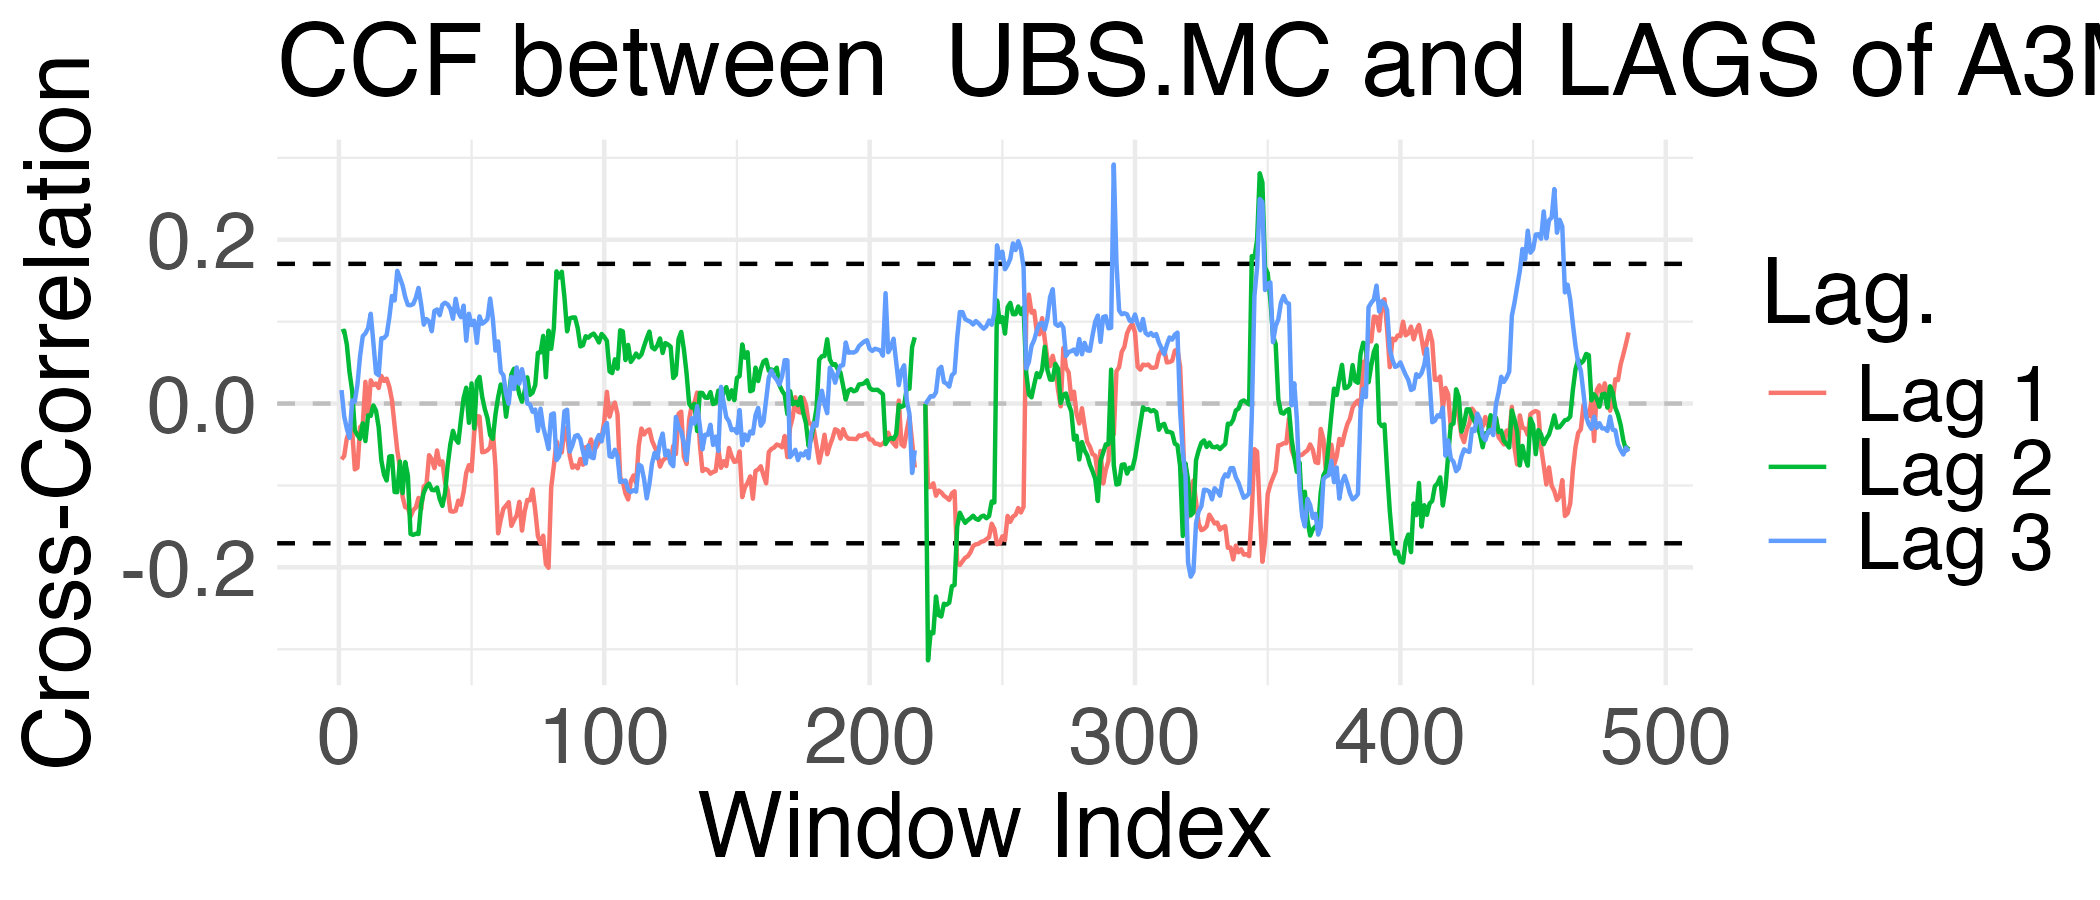 CCF between UBS.MC and LAGS of A3M
Cross-Correlation
0.2
0.0
-0.2
0
100
200
300
400
500
Window Index
Lag.
Lag 1
Lag 2
Lag 3